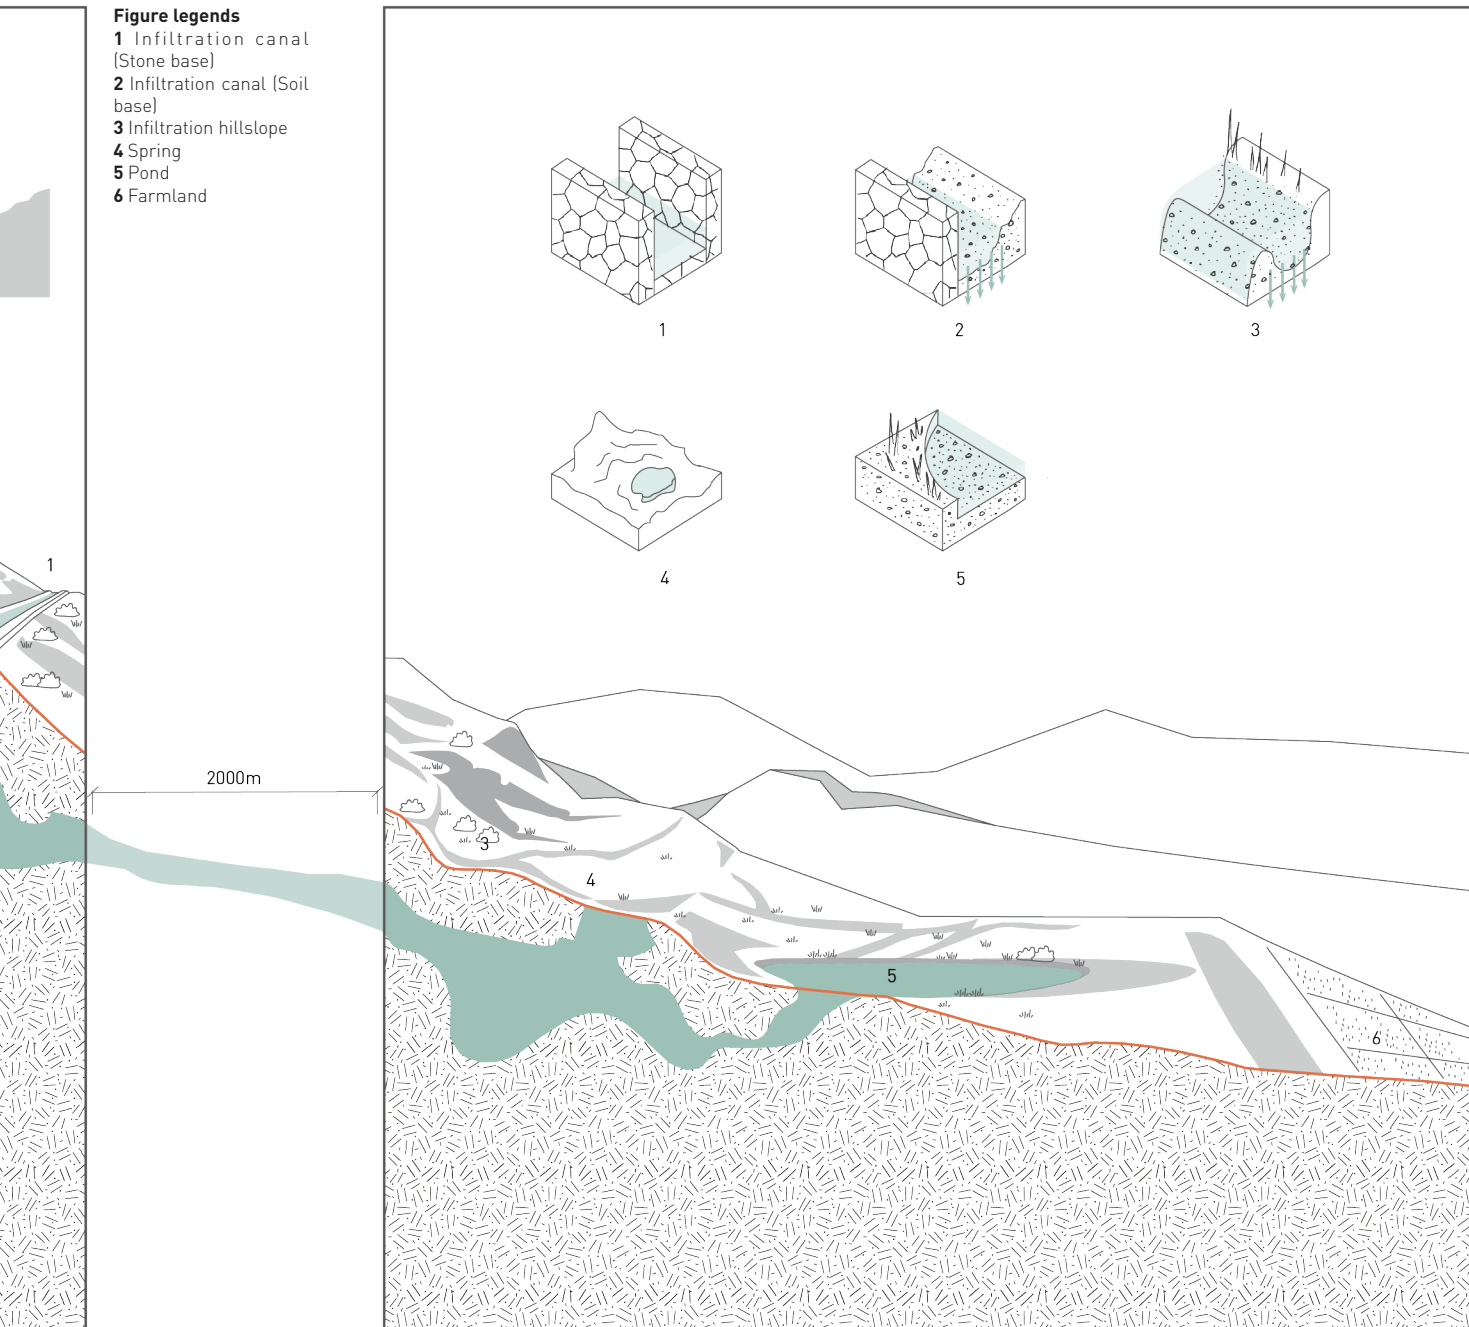 Figure legends
1 Infiltration canal
(Stone base)
2 Infiltration canal (Soil
base)
3 Infiltration hillslope
4 Spring
5 Pond
6 Farmland
1
2
3
4
5
1
2000m
3
4
5
6